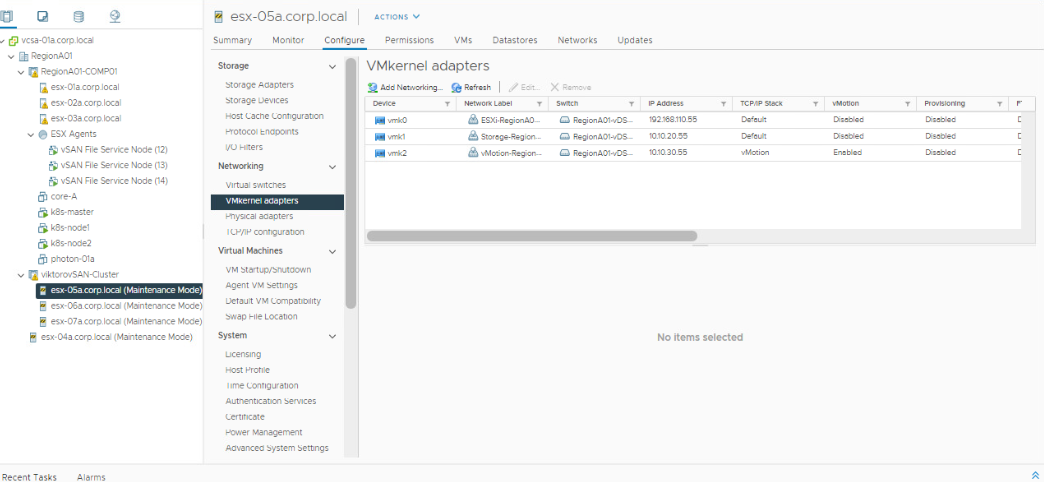 esx-05a.corp.local ACTIONS
Summary Monitor Configure Permissions VMs Datastores Networks Updates
vcsa-01a.corp.local
RegionA01
RegionA01-COMP01
esx-01a.corp.local
esx-02a.corp.local
esx-03a.corp.local
ESX Agents
vSAN File Service Node (12)
vSAN File Service Node (13)
vSAN File Service Node (14)
core-A
k8s-master
k8s-node1
k8s-node2
photon-01a
viktorovSAN-Cluster
esx-05a.corp.local (Maintenance Mode)
esx-06a.corp.local (Maintenance Mode)
esx-07a.corp.local (Maintenance Mode)
esx-04a.corp.local (Maintenance Mode)
Storage
Storage Adapters
Storage Devices
Host Cache Configuration
Protocol Endpoints
I/O Filters
Networking
Virtual switches
VMkernel adapters
Physical adapters
TCP/IP configuration
Virtual Machines
VM Startup/Shutdown
Agent VM Settings
Default VM Compatibility
Swap File Location
System
Licensing
Host Profile
Time Configuration
Authentication Services
Certificate
Power Management
Advanced System Settings
VMkernel adapters
Add Networking... Refresh Edit... Remove
Device Network Label Switch IP Address TCP/IP Stack vMotion Provisioning
vmk0 ESXi-RegionA0... RegionA01-vDS... 192.168.110.55 Default Disabled Disabled
vmk1 Storage-Region... RegionA01-vDS... 10.10.20.55 Default Disabled Disabled
vmk2 vMotion-Region... RegionA01-vDS... 10.10.30.55 vMotion Enabled Disabled
No items selected
Recent Tasks Alarms